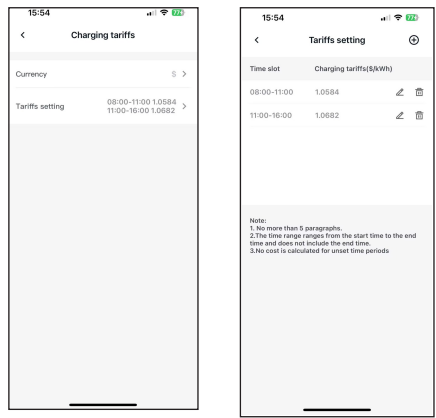 15:54
77
Charging tariffs
Currency $
Tariffs setting 08:00-11:00 1.0584
11:00-16:00 1.0682
15:54
77
Tariffs setting
Time slot Charging tariffs($/kWh)
08:00-11:00 1.0584
11:00-16:00 1.0682
Note:
1. No more than 5 paragraphs.
2.The time range ranges from the start time to the end
time and does not include the end time.
3.No cost is calculated for unset time periods